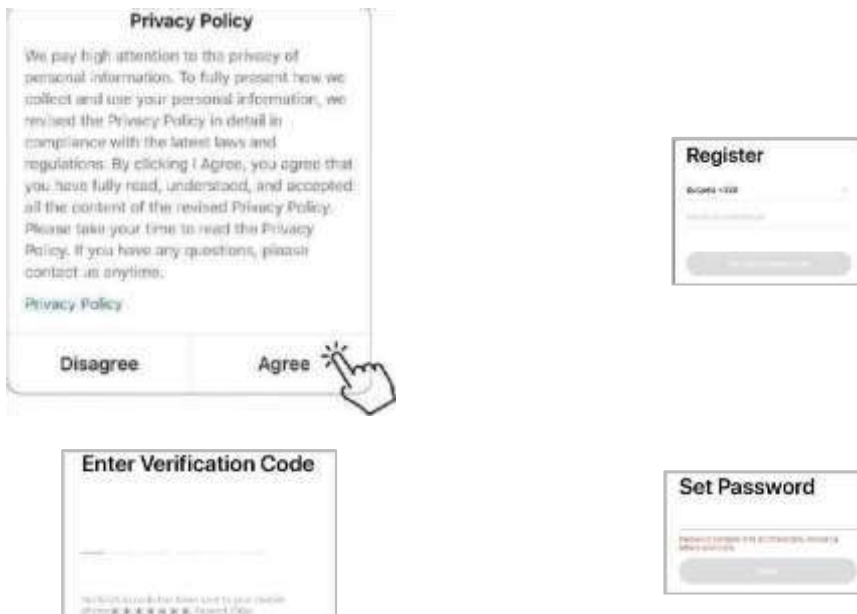 Privacy Policy
We pay high attention to the privacy of
personal information. To fully present how we
collect and use your personal information, we
revised the Privacy Policy in detail in
compliance with the latest laws and
regulations. By clicking I Agree, you agree that
you have fully read, understood, and accepted
all the content of the revised Privacy Policy.
Please take your time to read the Privacy
Policy. If you have any questions, please
contact us anytime.
Privacy Policy
Disagree Agree
Register
Enter Verification Code
Set Password